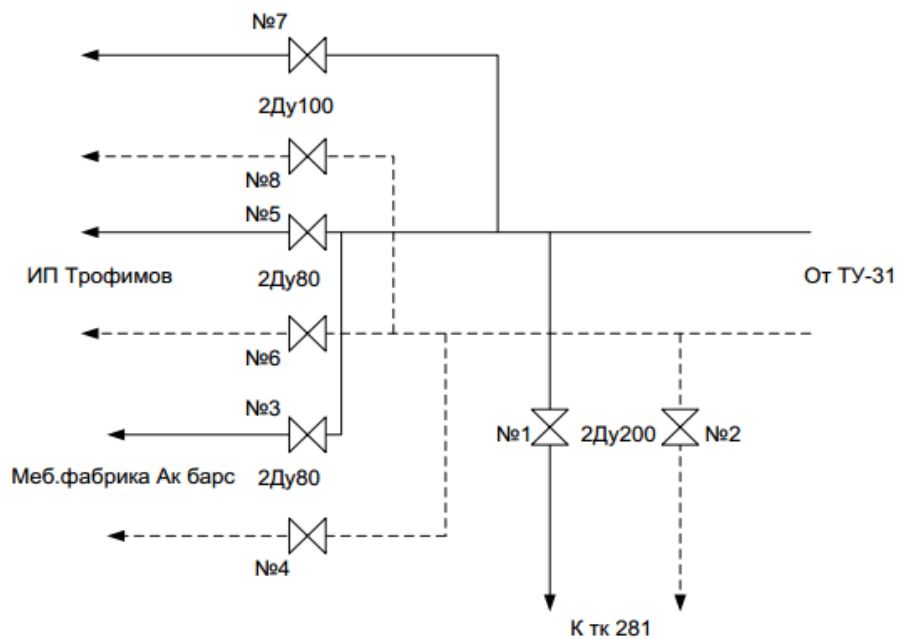 №7
2Ду100
№8
№5
ИП Трофимов
2Ду80
От ТУ-31
№6
№3
№1
2Ду200
№2
Меб.фабрика Ак барс
2Ду80
№4
К тк 281